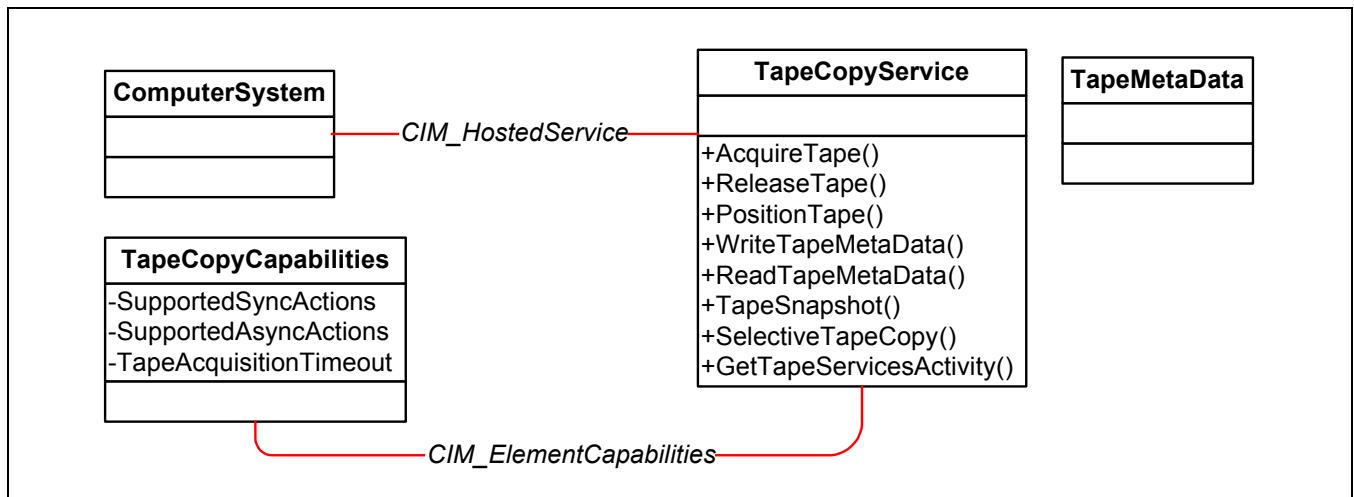 ComputerSystem
CIM_HostedService
TapeCopyService
+AcquireTape()
+ReleaseTape()
+PositionTape()
+WriteTapeMetaData()
+ReadTapeMetaData()
+TapeSnapshot()
+SelectiveTapeCopy()
+GetTapeServicesActivity()
TapeMetaData
TapeCopyCapabilities
-SupportedSyncActions
-SupportedAsyncActions
-TapeAcquisitionTimeout
CIM_ElementCapabilities